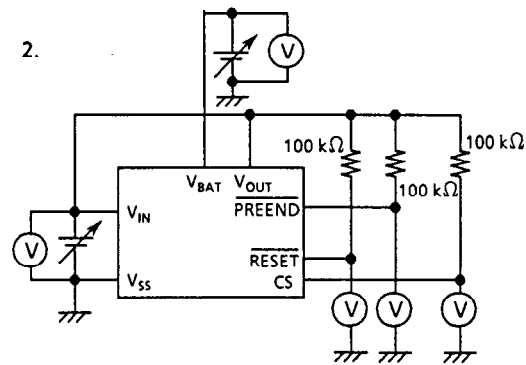 2.
V
100 kΩ
100 kΩ
100 kΩ
VBAT
VOUT
PREEND
VIN
V
RESET
VSS
CS
V
V
V